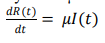 dR(t)/dt = μI(t)